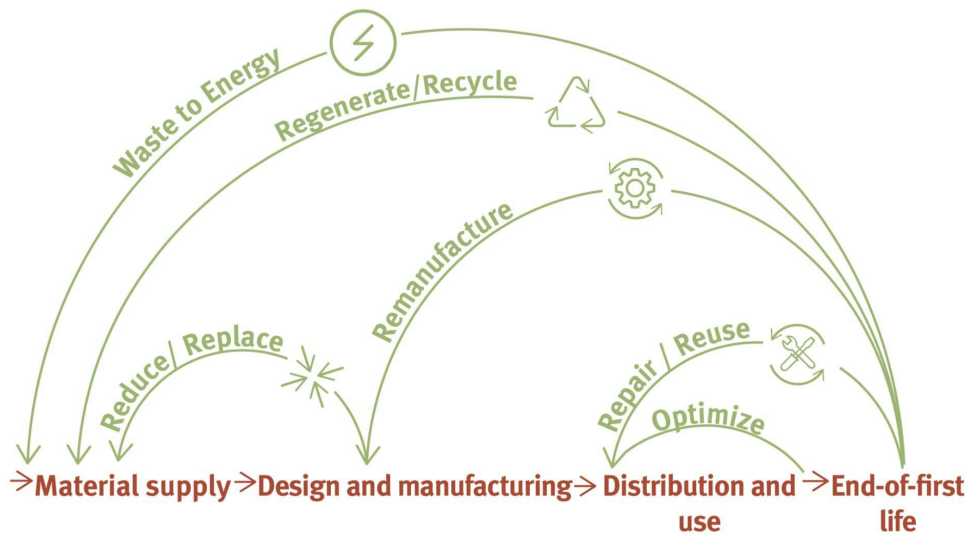 Waste to Energy
Regenerate/Recycle
Remanufacture
Reduce/ Replace
Repair / Reuse
Optimize
Material supply
Design and manufacturing
Distribution and
use
End-of-first
life